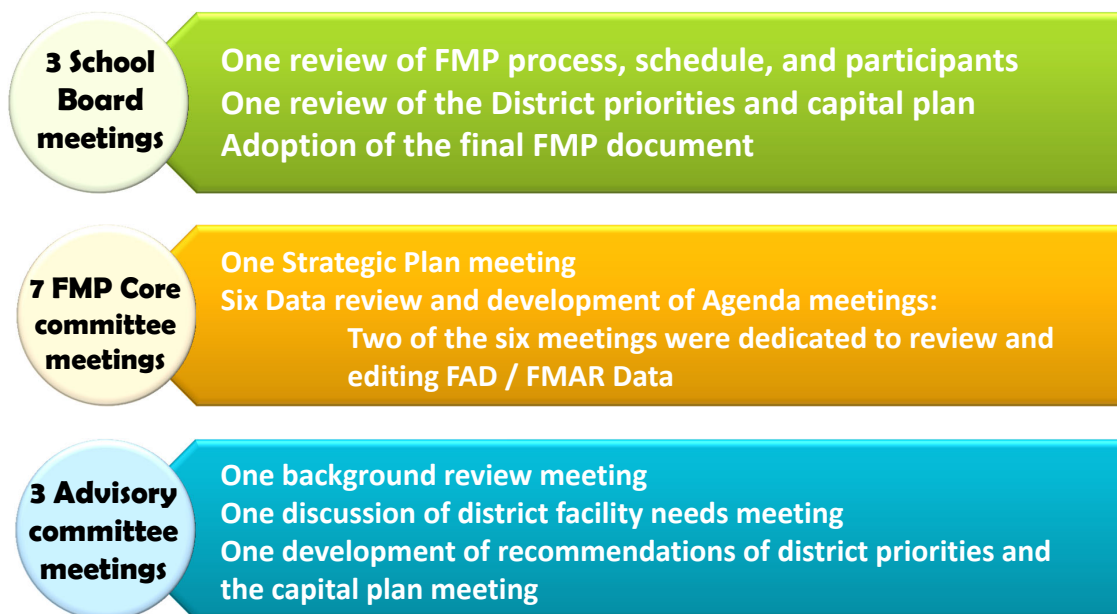 3 School
Board
meetings
One review of FMP process, schedule, and participants
One review of the District priorities and capital plan
Adoption of the final FMP document
7 FMP Core
committee
meetings
One Strategic Plan meeting
Six Data review and development of Agenda meetings:
Two of the six meetings were dedicated to review and
editing FAD / FMAR Data
3 Advisory
committee
meetings
One background review meeting
One discussion of district facility needs meeting
One development of recommendations of district priorities and
the capital plan meeting